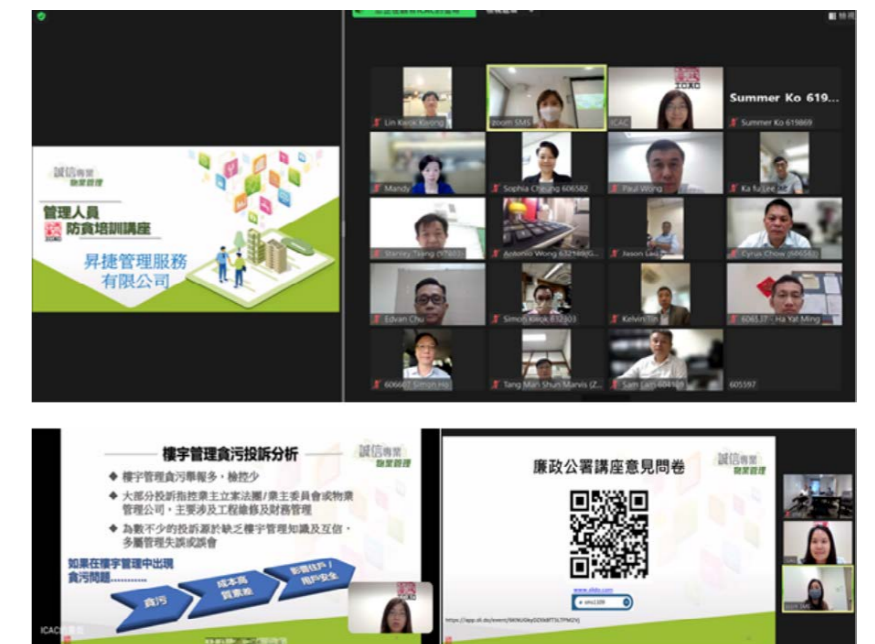 誠信專業
物業管理
管理人員
防貪培訓講座
昇捷管理服務
有限公司
Lin Kwok Kwong
zoom SMS
ICAC
Summer Ko 619...
Summer Ko 619869
Mandy
Sophia Cheung 606582
Paul Wong
Ka fu Lee
Antonio Wong
Cyrus Chow
Edvan Chu
Simon Kwok 632903
Kelvin Tin
Ha Yat Ming
Simon Ho
Tang Man Shun Marvis (Z...
Sam Lam
605597
樓宇管理貪污投訴分析
誠信專業
物業管理
◆ 樓宇管理貪污舉報多，檢控少
◆ 大部分投訴指控業主立案法團/業主委員會或物業
管理公司，主要涉及工程維修及財務管理
◆ 為數不少的投訴源於缺乏樓宇管理知識及互信，
多屬管理失誤或誤會
如果在樓宇管理中出現
貪污問題...........
貪污
成本高
質素差
影響住戶/
用戶安全
廉政公署講座意見問卷
誠信專業
物業管理
www.slido.com